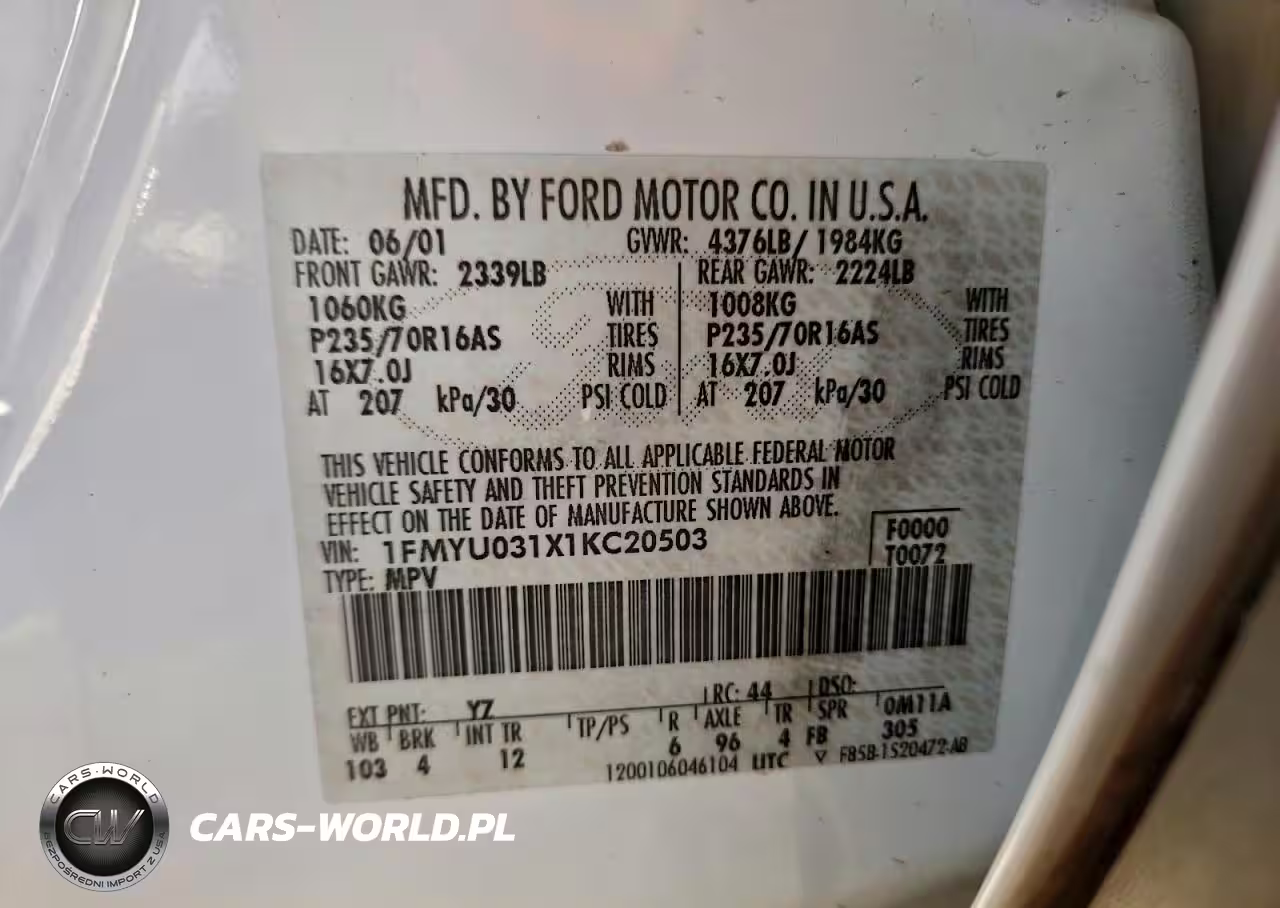 MFD. BY FORD MOTOR CO. IN U.S.A.
DATE: 06/01 GVWR: 4376LB/ 1984KG
FRONT GAWR: 2339LB REAR GAWR: 2224LB
1060KG WITH 1008KG WITH
P235/70R16AS TIRES P235/70R16AS TIRES
16X7.0J RIMS 16X7.0J RIMS
AT 207 kPa/30 PSI COLD AT 207 kPa/30 PSI COLD
THIS VEHICLE CONFORMS TO ALL APPLICABLE FEDERAL MOTOR
VEHICLE SAFETY AND THEFT PREVENTION STANDARDS IN
EFFECT ON THE DATE OF MANUFACTURE SHOWN ABOVE.
VIN: 1FMYU031X1KC20503 F0000
TYPE: MPV T0072
EXT PNT: YZ RC: 44 DSO:
WB BRK INT TR TP/PS R AXLE TR SPR 0M11A
103 4 12 6 96 4 FB 305
1200106046104 UTC F85B-1520472-AB
CARS-WORLD
CW
BEZPOŚREDNI IMPORT Z USA
CARS-WORLD.PL